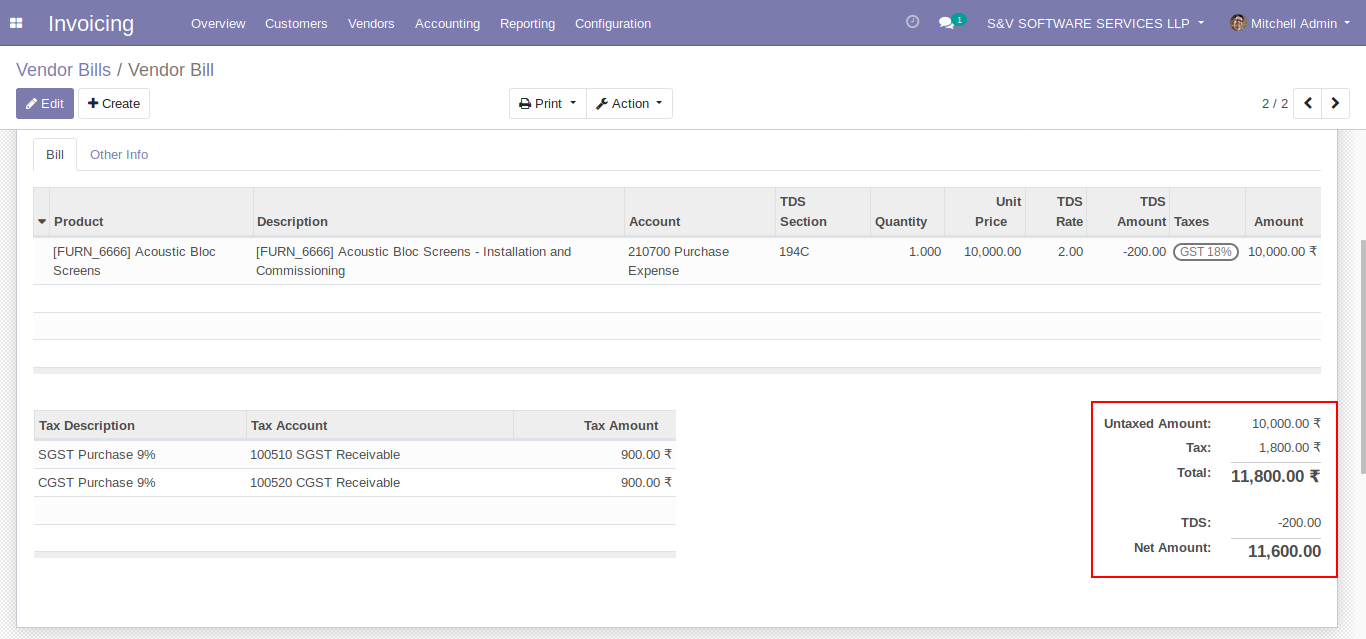 Invoicing Overview Customers Vendors Accounting Reporting Configuration 1 S&V SOFTWARE SERVICES LLP Mitchell Admin
Vendor Bills / Vendor Bill
Edit Create Print Action 2 / 2
Bill Other Info
Product Description Account TDS Section Quantity Unit Price TDS Rate TDS Amount Taxes Amount
[FURN_6666] Acoustic Bloc [FURN_6666] Acoustic Bloc Screens - Installation and 210700 Purchase 194C 1.000 10,000.00 2.00 -200.00 GST 18% 10,000.00 ₹
Screens Commissioning Expense
Tax Description Tax Account Tax Amount
SGST Purchase 9% 100510 SGST Receivable 900.00 ₹
CGST Purchase 9% 100520 CGST Receivable 900.00 ₹
Untaxed Amount: 10,000.00 ₹
Tax: 1,800.00 ₹
Total: 11,800.00 ₹
TDS: -200.00
Net Amount: 11,600.00